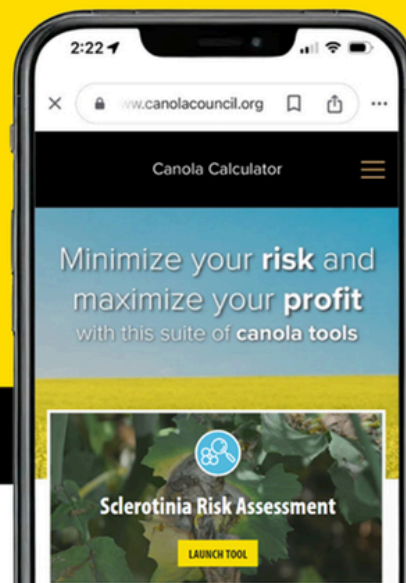 2:22
www.canolacouncil.org
Canola Calculator
Minimize your risk and
maximize your profit
with this suite of canola tools
Sclerotinia Risk Assessment
LAUNCH TOOL